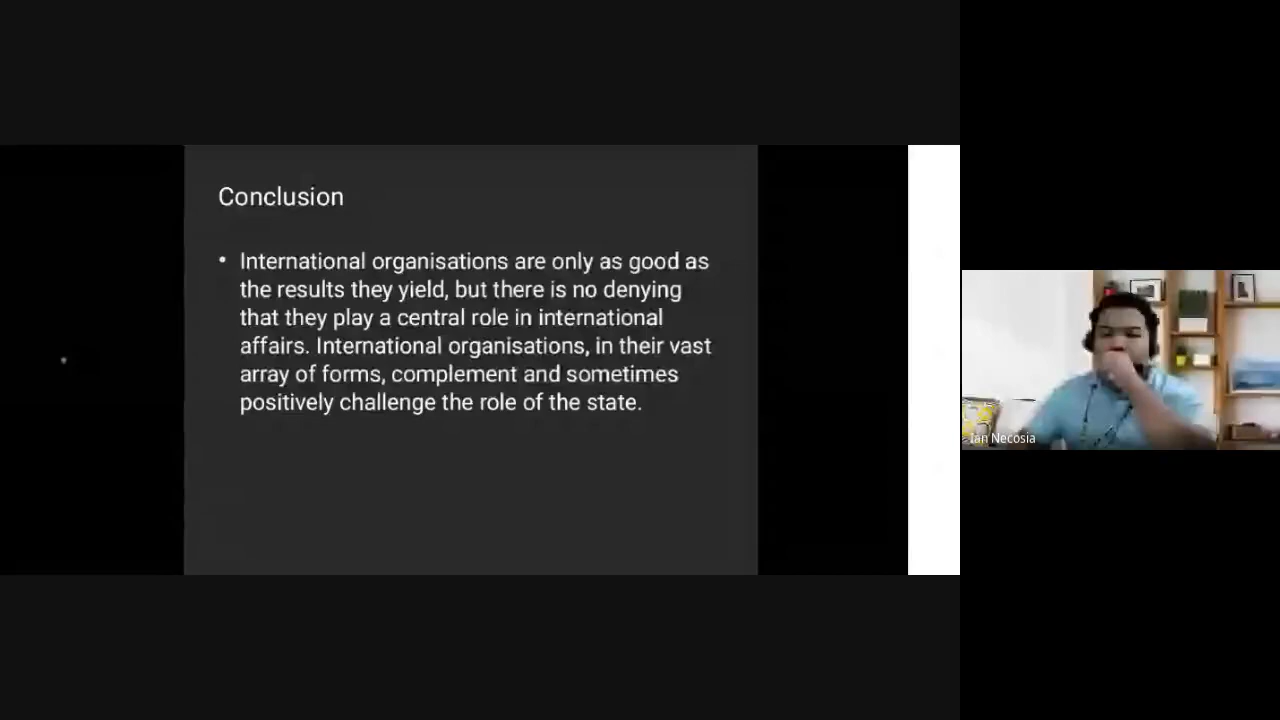 Conclusion
• International organisations are only as good as
the results they yield, but there is no denying
that they play a central role in international
affairs. International organisations, in their vast
array of forms, complement and sometimes
positively challenge the role of the state.
Ian Necosia